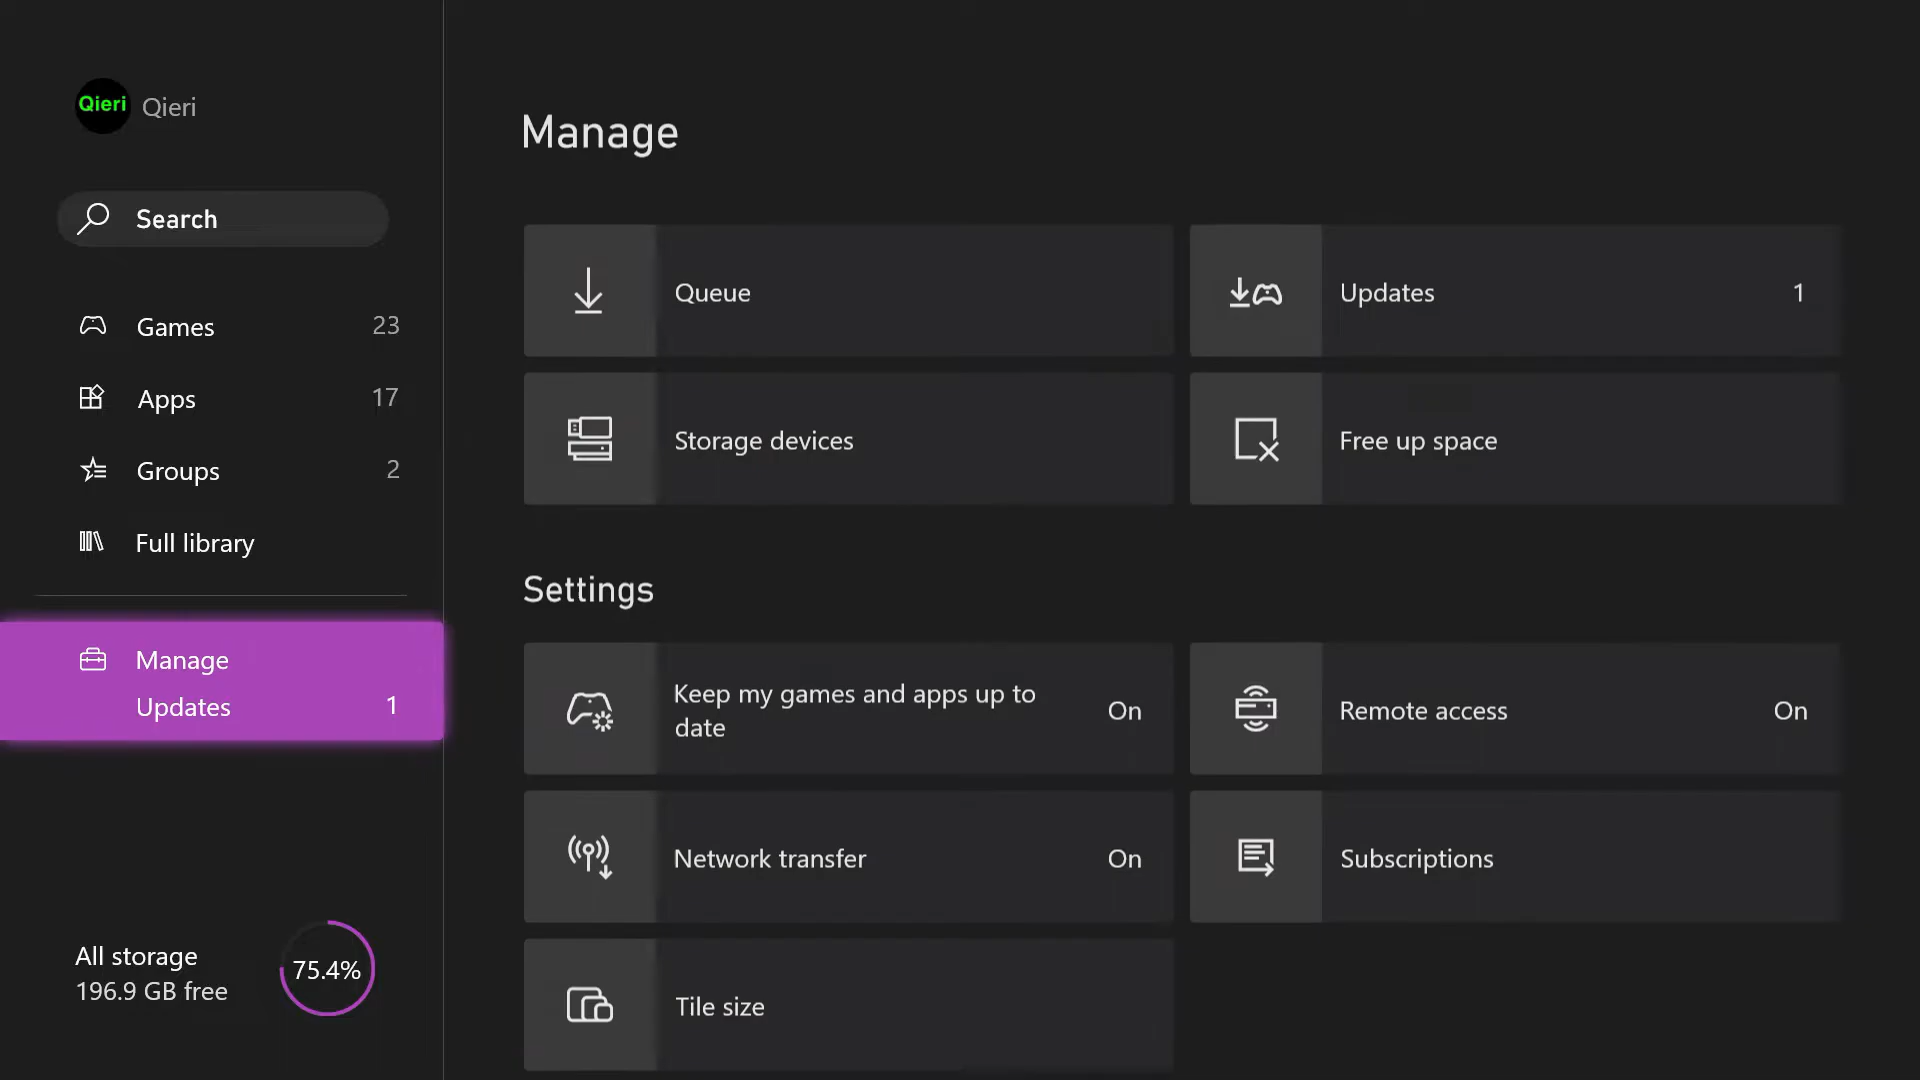 Qieri
Qieri
Search
Games 23
Apps 17
Groups 2
Full library
Manage
Updates 1
All storage
196.9 GB free
75.4%
Manage
Queue
Updates 1
Storage devices
Free up space
Settings
Keep my games and apps up to
date
On
Remote access On
Network transfer On
Subscriptions
Tile size